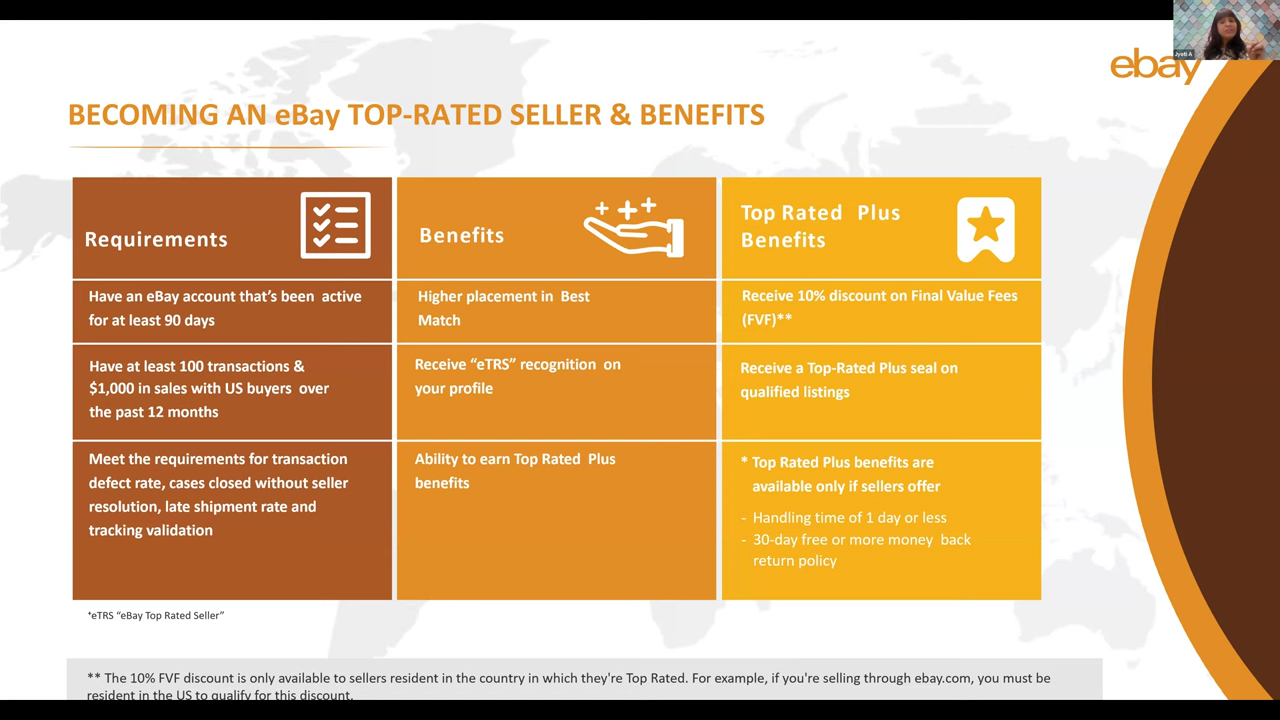 Jyoti A
ebay
BECOMING AN eBay TOP-RATED SELLER & BENEFITS
Requirements
Have an eBay account that's been active
for at least 90 days
Have at least 100 transactions &
$1,000 in sales with US buyers over
the past 12 months
Meet the requirements for transaction
defect rate, cases closed without seller
resolution, late shipment rate and
tracking validation
Benefits
Higher placement in Best
Match
Receive “eTRS” recognition on
your profile
Ability to earn Top Rated Plus
benefits
Top Rated Plus
Benefits
Receive 10% discount on Final Value Fees
(FVF)**
Receive a Top-Rated Plus seal on
qualified listings
* Top Rated Plus benefits are
available only if sellers offer
- Handling time of 1 day or less
- 30-day free or more money back
return policy
*eTRS “eBay Top Rated Seller”
** The 10% FVF discount is only available to sellers resident in the country in which they're Top Rated. For example, if you're selling through ebay.com, you must be
resident in the US to qualify for this discount.